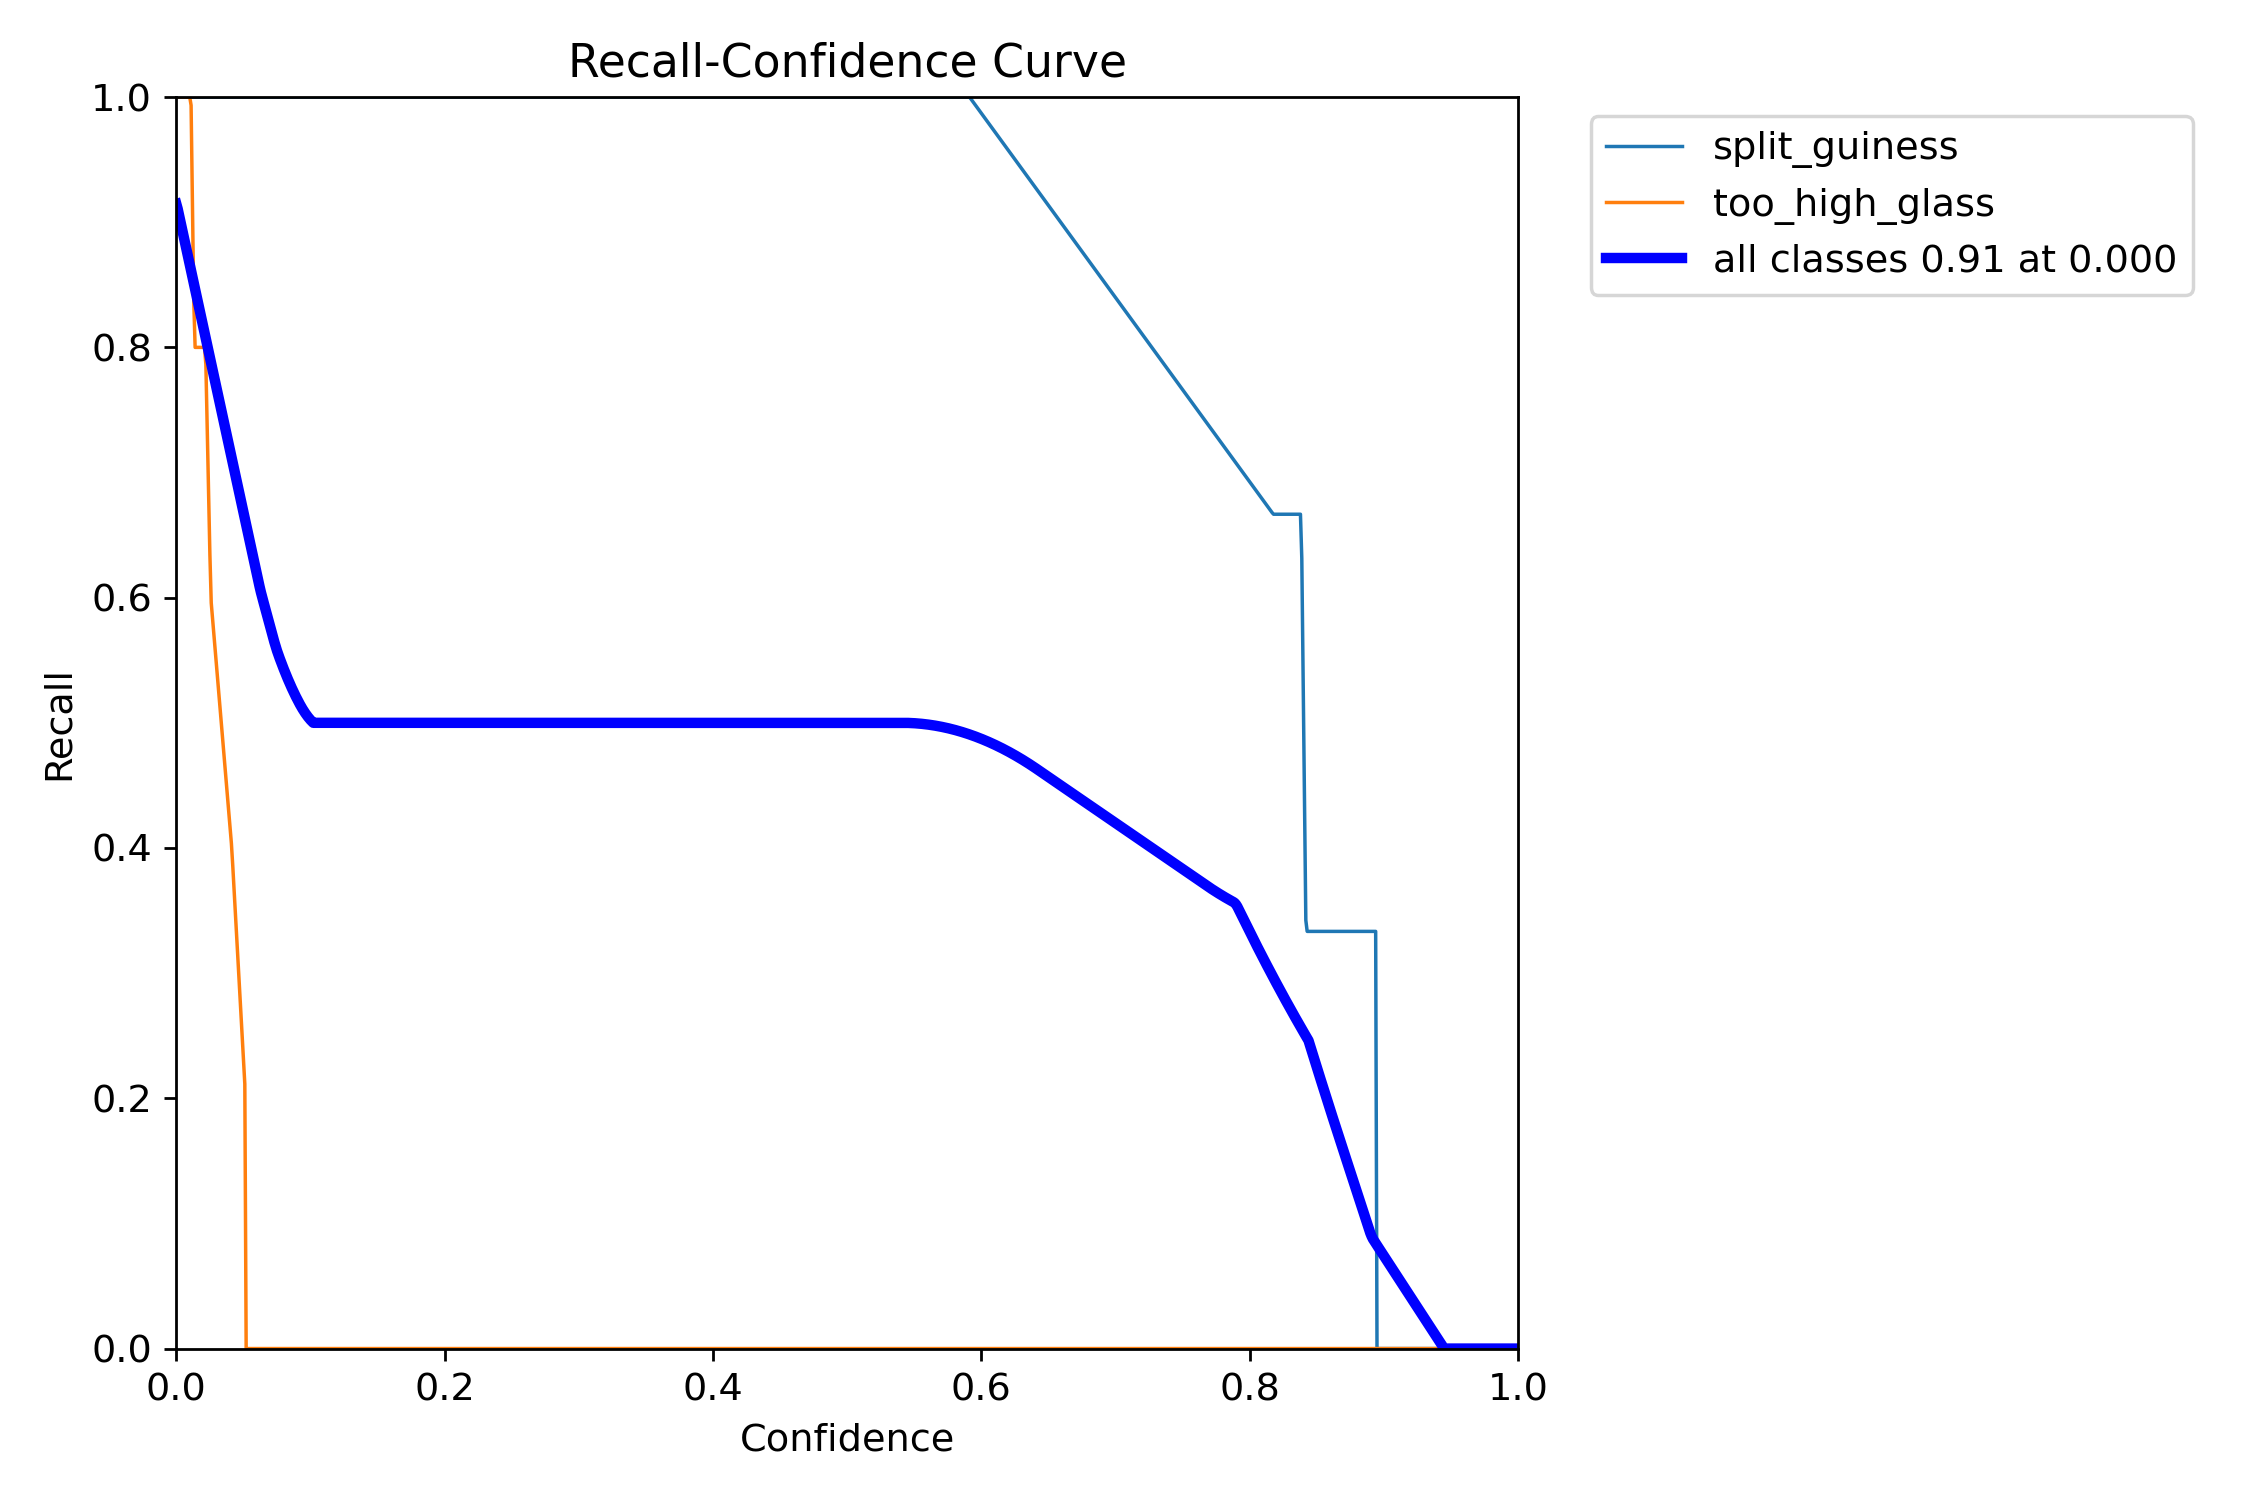 Recall-Confidence Curve
split_guiness
too_high_glass
all classes 0.91 at 0.000
Recall
1.0
0.8
0.6
0.4
0.2
0.0
0.0 0.2 0.4 0.6 0.8 1.0
Confidence